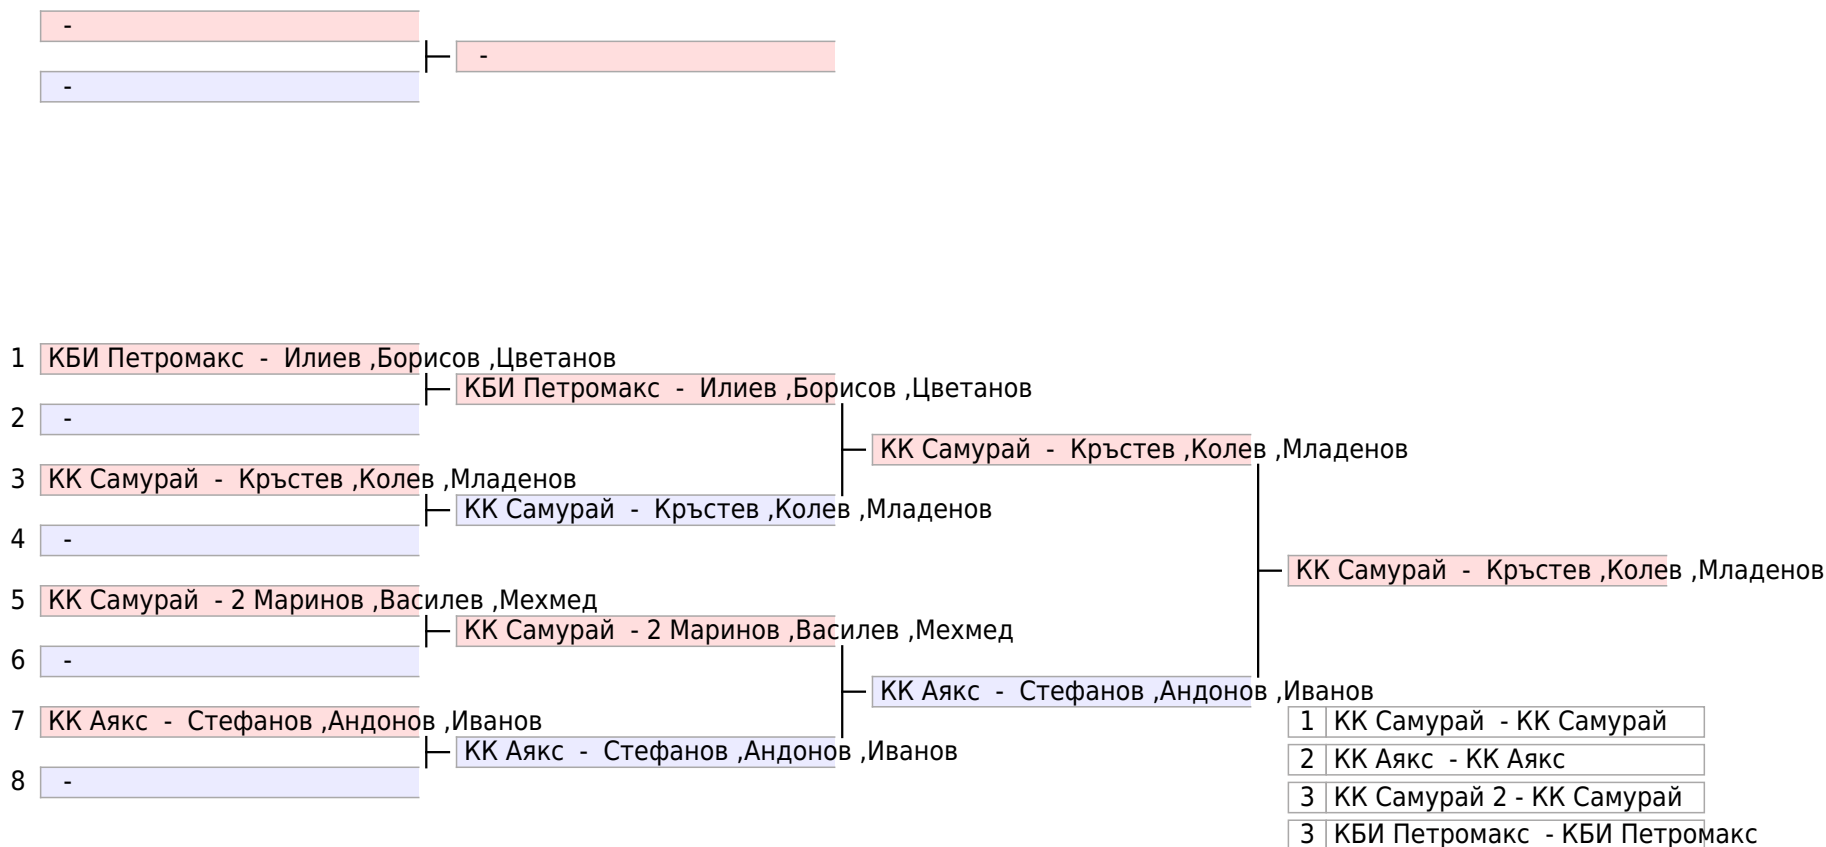 -
-
-
1 КБИ Петромакс - Илиев ,Борисов ,Цветанов
КБИ Петромакс - Илиев ,Борисов ,Цветанов
2 -
КК Самурай - Кръстев ,Колев ,Младенов
3 КК Самурай - Кръстев ,Колев ,Младенов
КК Самурай - Кръстев ,Колев ,Младенов
4 -
КК Самурай - Кръстев ,Колев ,Младенов
5 КК Самурай - 2 Маринов ,Василев ,Мехмед
КК Самурай - 2 Маринов ,Василев ,Мехмед
6 -
КК Аякс - Стефанов ,Андонов ,Иванов
7 КК Аякс - Стефанов ,Андонов ,Иванов
КК Аякс - Стефанов ,Андонов ,Иванов
8 -
1 КК Самурай - КК Самурай
2 КК Аякс - КК Аякс
3 КК Самурай 2 - КК Самурай
3 КБИ Петромакс - КБИ Петромакс